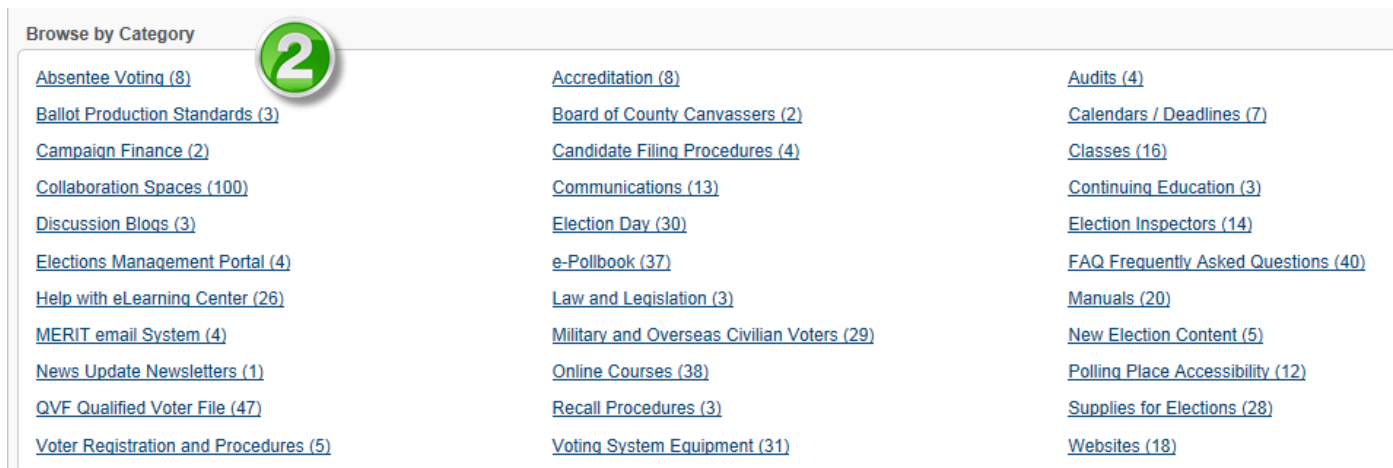 Browse by Category
2
Absentee Voting (8) Accreditation (8) Audits (4)
Ballot Production Standards (3) Board of County Canvassers (2) Calendars / Deadlines (7)
Campaign Finance (2) Candidate Filing Procedures (4) Classes (16)
Collaboration Spaces (100) Communications (13) Continuing Education (3)
Discussion Blogs (3) Election Day (30) Election Inspectors (14)
Elections Management Portal (4) e-Pollbook (37) FAQ Frequently Asked Questions (40)
Help with eLearning Center (26) Law and Legislation (3) Manuals (20)
MERIT email System (4) Military and Overseas Civilian Voters (29) New Election Content (5)
News Update Newsletters (1) Online Courses (38) Polling Place Accessibility (12)
QVF Qualified Voter File (47) Recall Procedures (3) Supplies for Elections (28)
Voter Registration and Procedures (5) Voting System Equipment (31) Websites (18)